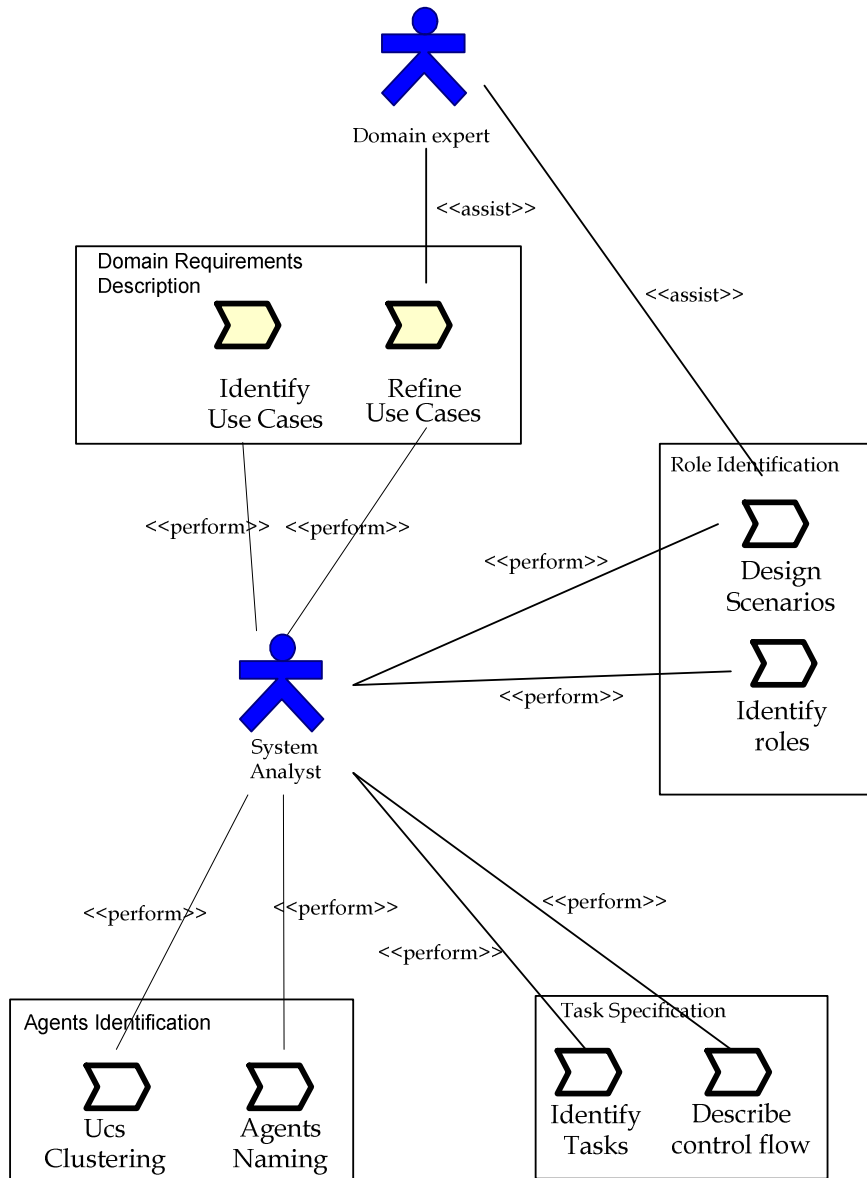 Domain expert
<<assist>>
<<assist>>
Domain Requirements
Description
Identify
Use Cases
Refine
Use Cases
<<perform>>
<<perform>>
Role Identification
<<perform>>
Design
Scenarios
<<perform>>
Identify
roles
System
Analyst
<<perform>>
<<perform>>
<<perform>>
<<perform>>
Agents Identification
Ucs
Clustering
Agents
Naming
Task Specification
Identify
Tasks
Describe
control flow